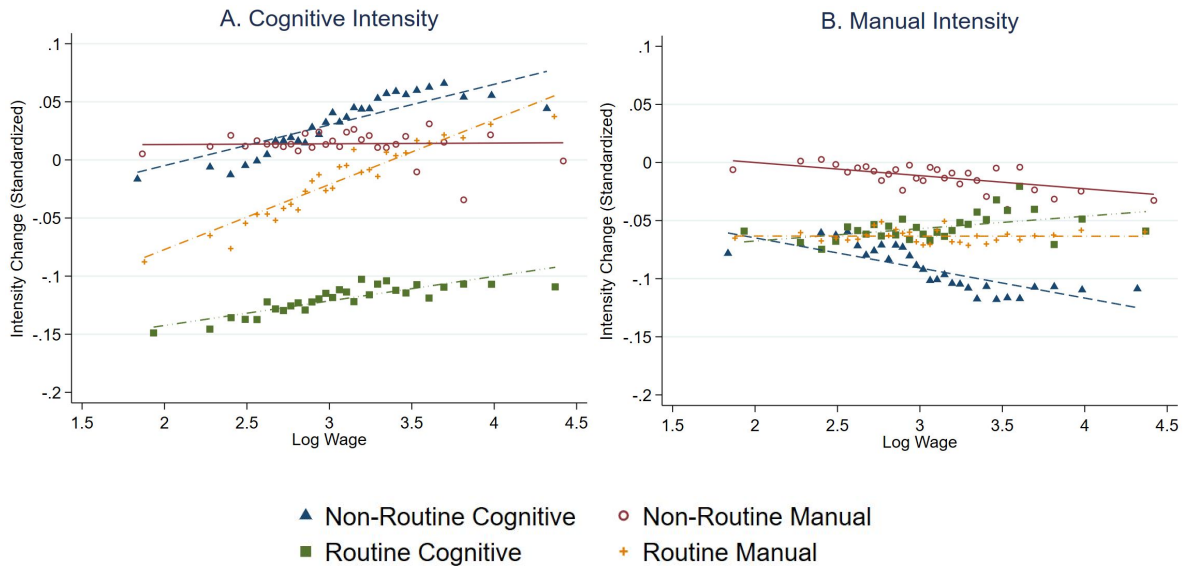 A. Cognitive Intensity
Intensity Change (Standardized)
.1
.05
0
-.05
-.1
-.15
-.2
1.5 2 2.5 3 3.5 4 4.5
Log Wage
B. Manual Intensity
Intensity Change (Standardized)
.1
.05
0
-.05
-.1
-.15
-.2
1.5 2 2.5 3 3.5 4 4.5
Log Wage
Non-Routine Cognitive Non-Routine Manual
Routine Cognitive Routine Manual